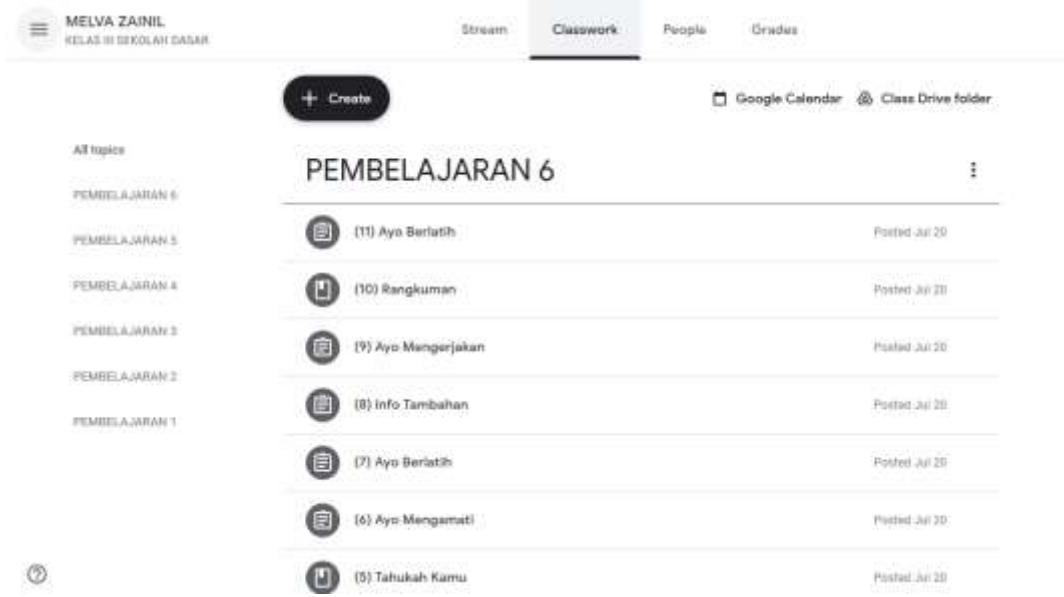 MELVA ZAINIL
KELAS III SEKOLAH DASAR
Stream Classwork People Grades
+ Create
Google Calendar Class Drive folder
All topics
PEMBELAJARAN 6
PEMBELAJARAN 5
PEMBELAJARAN 4
PEMBELAJARAN 3
PEMBELAJARAN 2
PEMBELAJARAN 1
PEMBELAJARAN 6
(11) Ayo Berlatih Posted Jul 20
(10) Rangkuman Posted Jul 20
(9) Ayo Mengerjakan Posted Jul 20
(8) Info Tambahan Posted Jul 20
(7) Ayo Berlatih Posted Jul 20
(6) Ayo Mengamati Posted Jul 20
(5) Tahukah Kamu Posted Jul 20